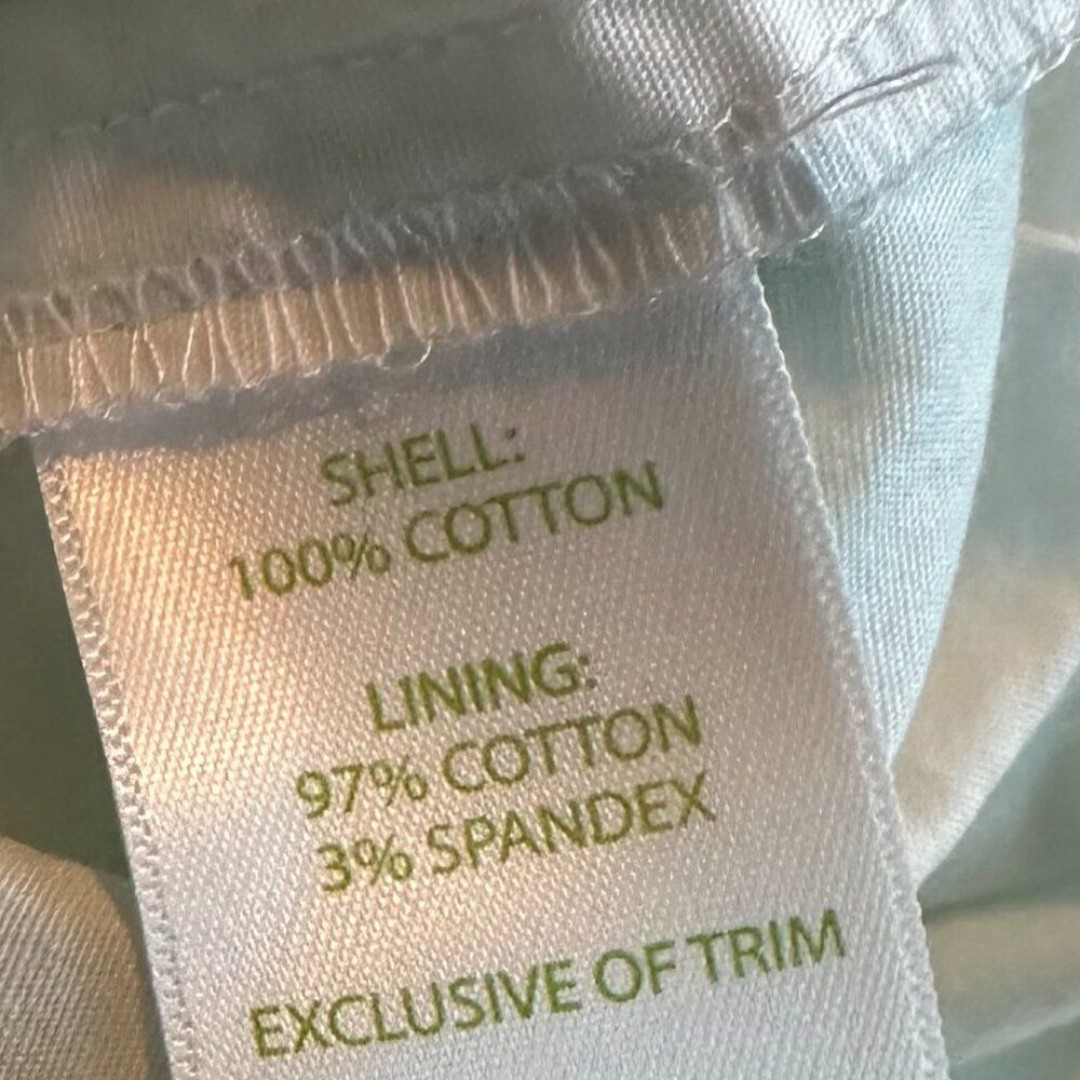 SHELL:
100% COTTON
LINING:
97% COTTON
3% SPANDEX
EXCLUSIVE OF TRIM